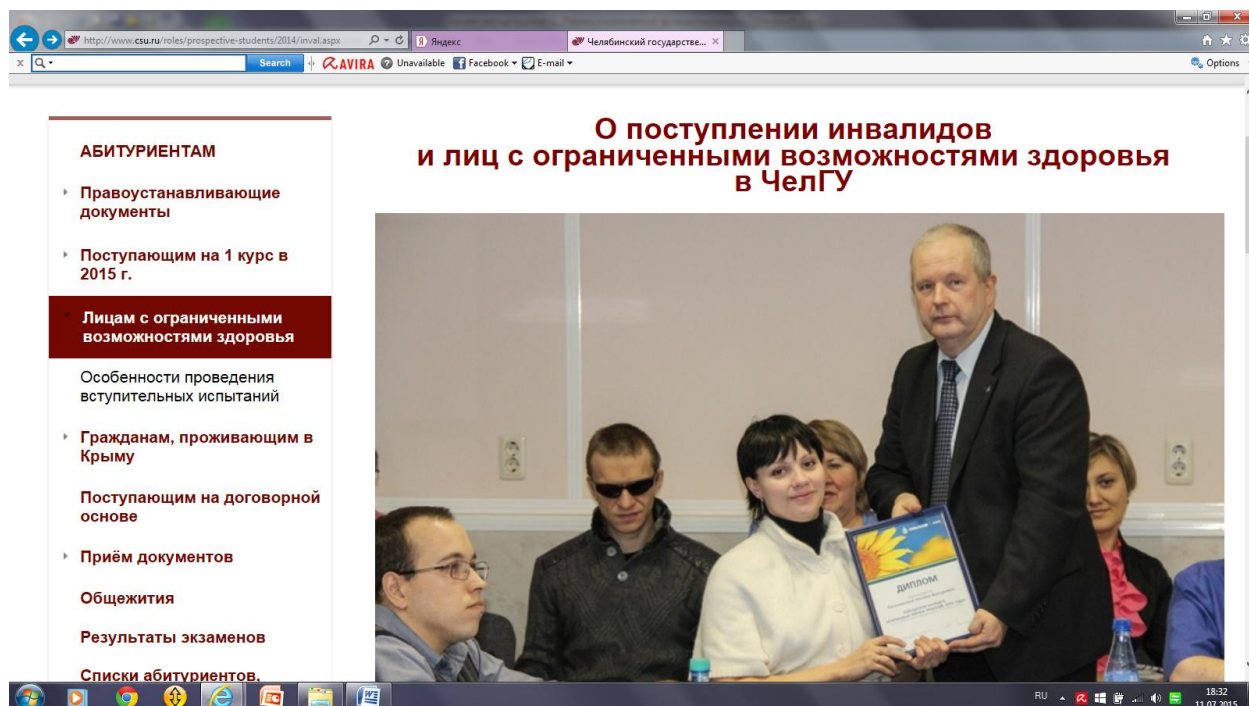 http://www.csu.ru/roles/prospective-students/2014/inval.aspx
Яндекс
Челябинский государстве...
Search
AVIRA
Unavailable
Facebook
E-mail
Options
О поступлении инвалидов
и лиц с ограниченными возможностями здоровья
в ЧелГУ
АБИТУРИЕНТАМ
Правоустанавливающие
документы
Поступающим на 1 курс в
2015 г.
Лицам с ограниченными
возможностями здоровья
Особенности проведения
вступительных испытаний
Гражданам, проживающим в
Крыму
Поступающим на договорной
основе
Приём документов
Общежития
Результаты экзаменов
Списки абитуриентов.
ДИПЛОМ
RU
18:32
11.07.2015